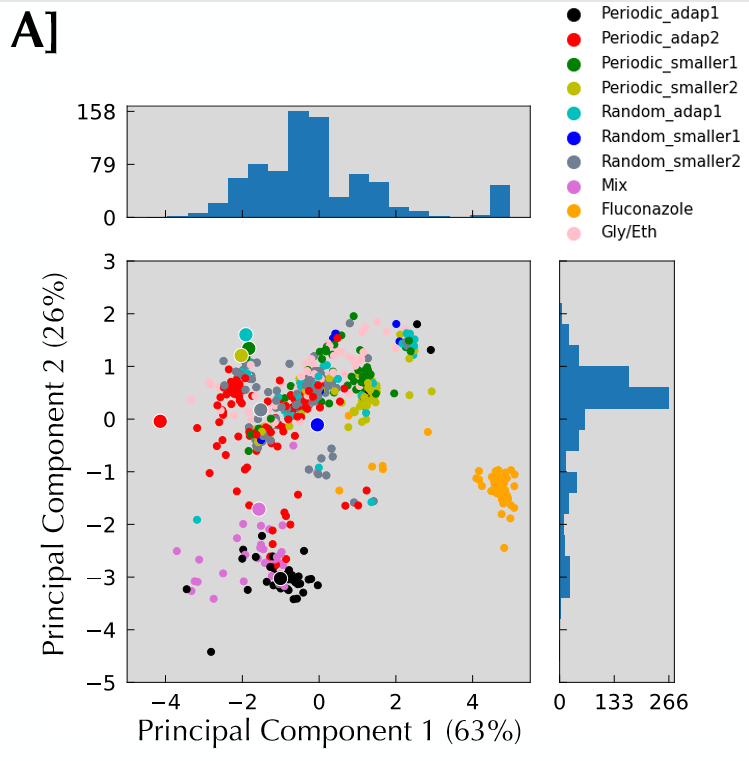 A]
Periodic_adap1
Periodic_adap2
Periodic_smaller1
Periodic_smaller2
Random_adap1
Random_smaller1
Random_smaller2
Mix
Fluconazole
Gly/Eth
158
79
0
3
2
1
0
−1
−2
−3
−4
−5
Principal Component 2 (26%)
−4 −2 0 2 4
0 133 266
Principal Component 1 (63%)